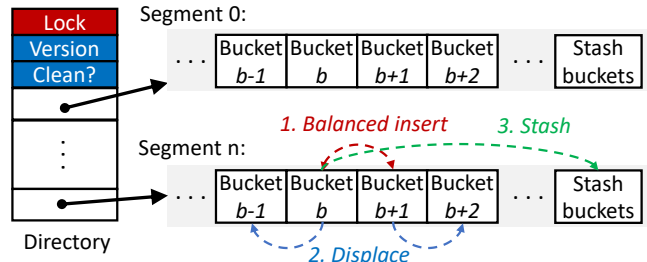 Lock
Version
Clean?
Directory
Segment 0:
. . . Bucket b-1 Bucket b Bucket b+1 Bucket b+2 . . . Stash buckets
1. Balanced insert
3. Stash
Segment n:
. . . Bucket b-1 Bucket b Bucket b+1 Bucket b+2 . . . Stash buckets
2. Displace